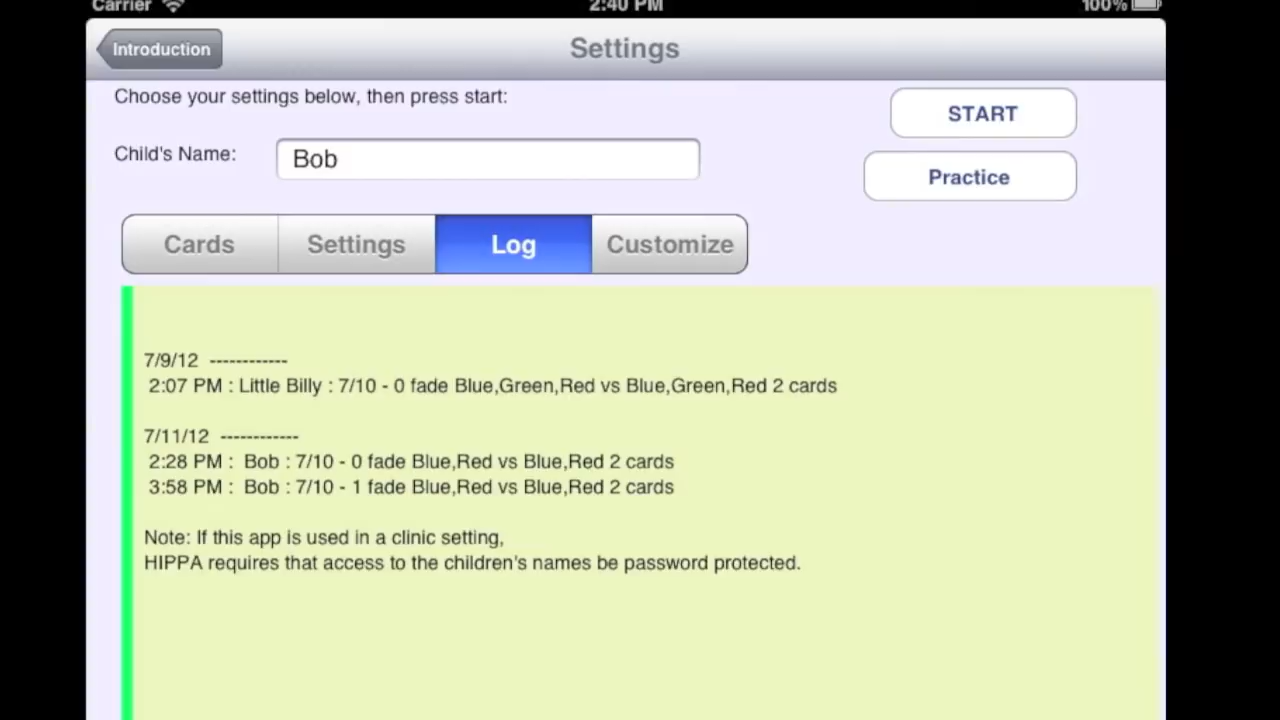 Carrier 2:40 PM 100%
Introduction Settings
Choose your settings below, then press start:
START
Child's Name: Bob
Practice
Cards Settings Log Customize
7/9/12 ------------
2:07 PM : Little Billy : 7/10 - 0 fade Blue,Green,Red vs Blue,Green,Red 2 cards
7/11/12 ------------
2:28 PM : Bob : 7/10 - 0 fade Blue,Red vs Blue,Red 2 cards
3:58 PM : Bob : 7/10 - 1 fade Blue,Red vs Blue,Red 2 cards
Note: If this app is used in a clinic setting,
HIPPA requires that access to the children's names be password protected.